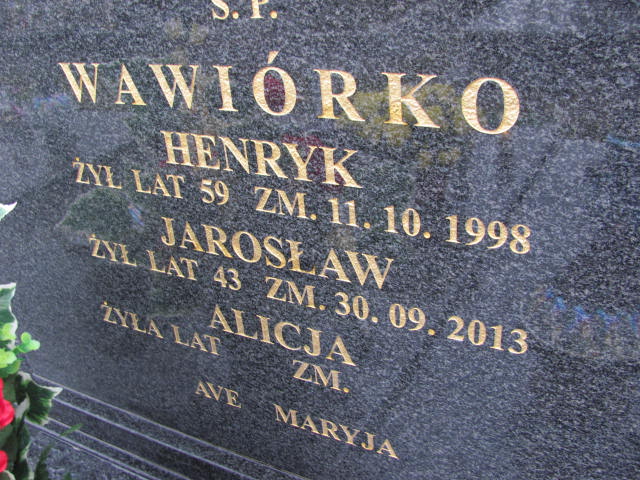 Ś. P.
WAWIÓRKO
HENRYK
ŻYŁ LAT 59 ZM. 11. 10. 1998
JAROSŁAW
ŻYŁ LAT 43 ZM. 30. 09. 2013
ALICJA
ŻYŁA LAT ZM.
AVE MARYJA